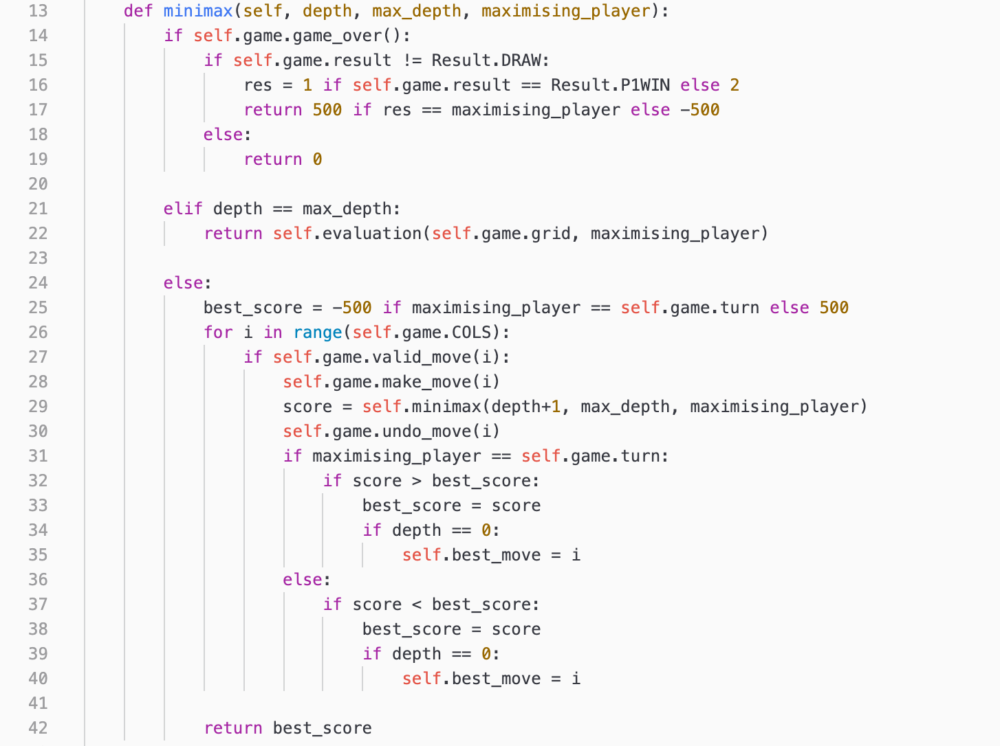 13 def minimax(self, depth, max_depth, maximising_player):
14 if self.game.game_over():
15 if self.game.result != Result.DRAW:
16 res = 1 if self.game.result == Result.P1WIN else 2
17 return 500 if res == maximising_player else -500
18 else:
19 return 0
20
21 elif depth == max_depth:
22 return self.evaluation(self.game.grid, maximising_player)
23
24 else:
25 best_score = -500 if maximising_player == self.game.turn else 500
26 for i in range(self.game.COLS):
27 if self.game.valid_move(i):
28 self.game.make_move(i)
29 score = self.minimax(depth+1, max_depth, maximising_player)
30 self.game.undo_move(i)
31 if maximising_player == self.game.turn:
32 if score > best_score:
33 best_score = score
34 if depth == 0:
35 self.best_move = i
36 else:
37 if score < best_score:
38 best_score = score
39 if depth == 0:
40 self.best_move = i
41
42 return best_score